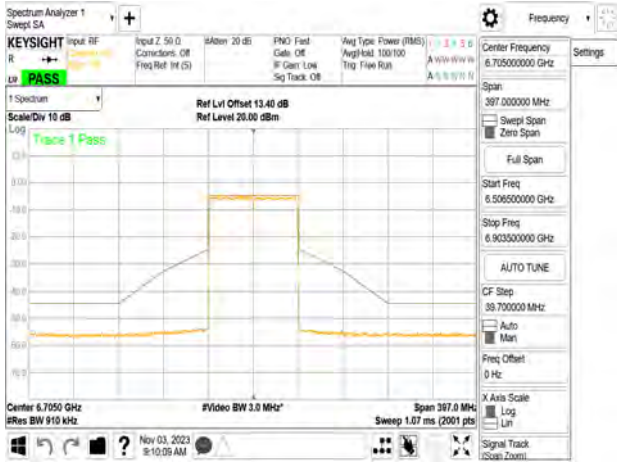 Spectrum Analyzer 1
Swept SA
Frequency
KEYSIGHT
Input: RF
Input Z: 50 Ω
#Atten: 20 dB
PNO: Fast
Avg Type: Power (RMS)
Corrections: Off
Gate: Off
Avg|Hold: 100/100
Freq Ref: Int (S)
IF Gain: Low
Trig: Free Run
Sig Track: Off
R
PASS
Center Frequency
6.705000000 GHz
Settings
Span
397.000000 MHz
Swept Span
Zero Span
Full Span
Start Freq
6.506500000 GHz
Stop Freq
6.903500000 GHz
AUTO TUNE
CF Step
39.700000 MHz
Auto
Man
Freq Offset
0 Hz
X Axis Scale
Log
Lin
Signal Track
(Span Zoom)
1 Spectrum
Scale/Div 10 dB
Ref Lvl Offset 13.40 dB
Ref Level 20.00 dBm
Log
Trace 1 Pass
Center 6.7050 GHz
#Video BW 3.0 MHz*
Span 397.0 MHz
#Res BW 910 kHz
Sweep 1.07 ms (2001 pts
Nov 03, 2023
9:10:09 AM